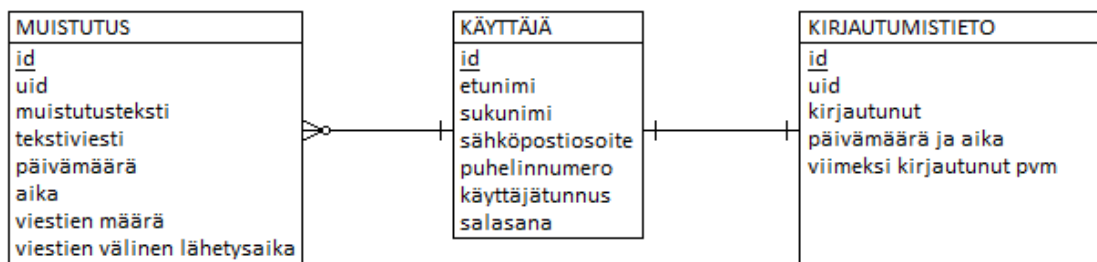 MUISTUTUS
id
uid
muistutusteksti
tekstiviesti
päivämäärä
aika
viestien määrä
viestien välinen lähetysaika
KÄYTTÄJÄ
id
etunimi
sukunimi
sähköpostiosoite
puhelinnumero
käyttäjätunnus
salasana
KIRJAUTUMISTIETO
id
uid
kirjautunut
päivämäärä ja aika
viimeksi kirjautunut pvm